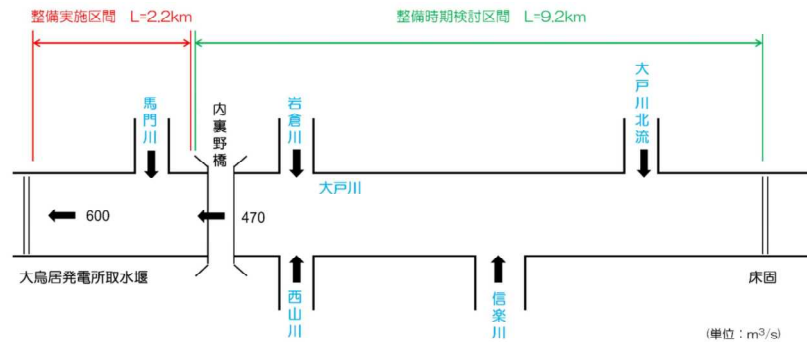 整備実施区間　L=2.2km
整備時期検討区間　L=9.2km
馬門川
内裏野橋
岩倉川
大戸川北流
大戸川
600
470
大鳥居発電所取水堰
西山川
信楽川
床固
(単位：m³/s)